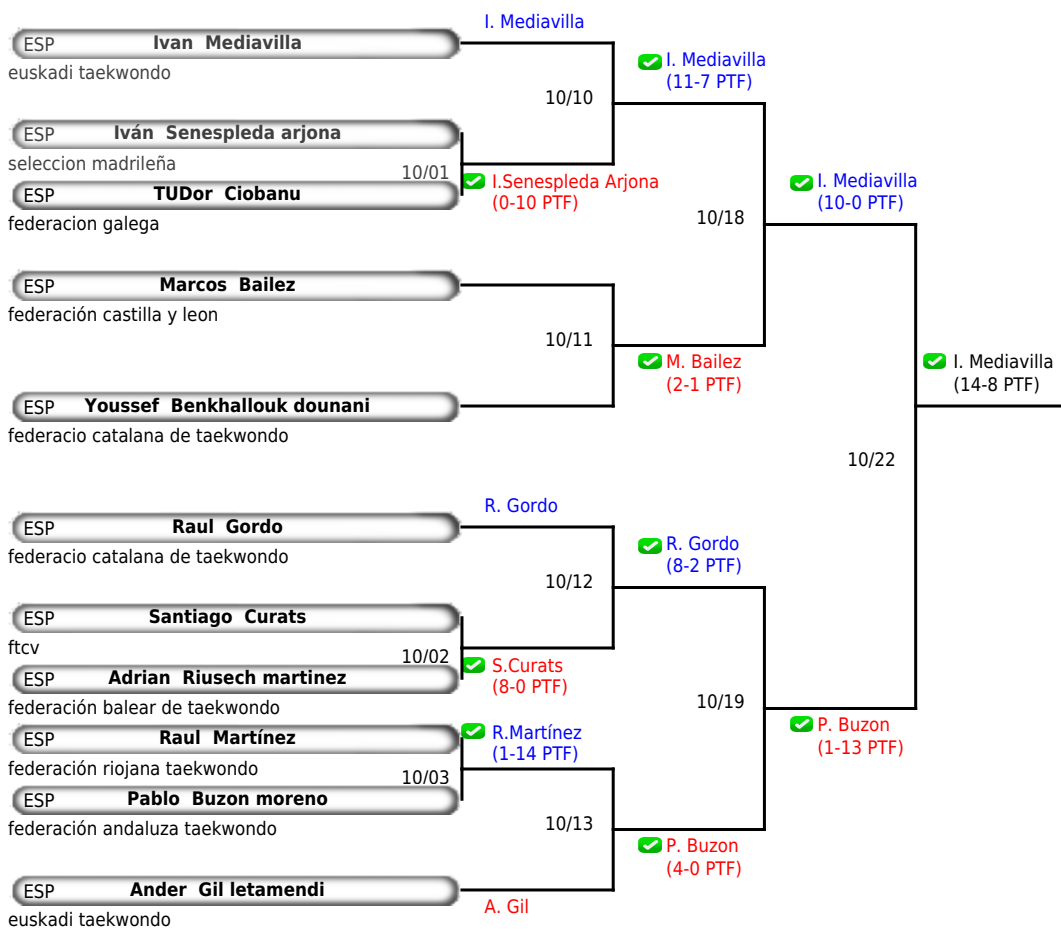 I. Mediavilla
ESP Ivan Mediavilla
euskadi taekwondo
I. Mediavilla
(11-7 PTF)
10/10
ESP Iván Senespleda arjona
seleccion madrileña
10/01
I.Senespleda Arjona
(0-10 PTF)
ESP TUDor Ciobanu
federacion galega
I. Mediavilla
(10-0 PTF)
10/18
ESP Marcos Bailez
federación castilla y leon
10/11
M. Bailez
(2-1 PTF)
I. Mediavilla
(14-8 PTF)
ESP Youssef Benkhallouk dounani
federacio catalana de taekwondo
10/22
R. Gordo
ESP Raul Gordo
federacio catalana de taekwondo
R. Gordo
(8-2 PTF)
10/12
ESP Santiago Curats
ftcv
10/02
S.Curats
(8-0 PTF)
ESP Adrian Riusech martinez
federación balear de taekwondo
10/19
P. Buzon
(1-13 PTF)
ESP Raul Martínez
federación riojana taekwondo
R.Martínez
(1-14 PTF)
10/03
ESP Pablo Buzon moreno
federación andaluza taekwondo
10/13
P. Buzon
(4-0 PTF)
ESP Ander Gil letamendi
euskadi taekwondo
A. Gil